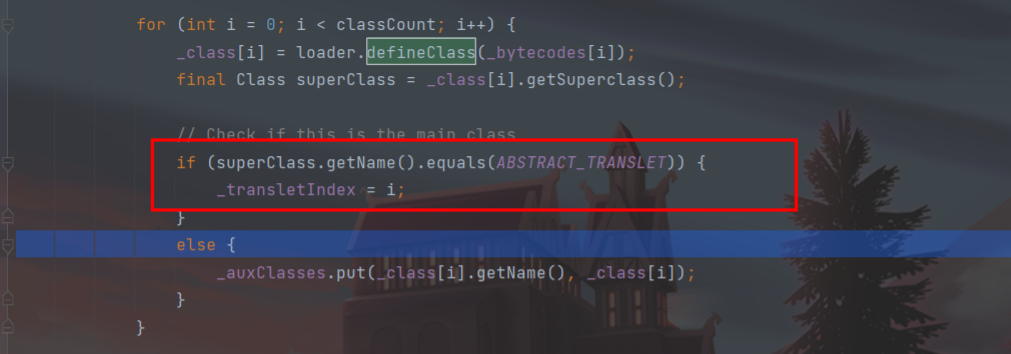 for (int i = 0; i < classCount; i++) {
_class[i] = loader.defineClass(_bytecodes[i]);
final Class superClass = _class[i].getSuperclass();
// Check if this is the main class
if (superClass.getName().equals(ABSTRACT_TRANSLET)) {
_transletIndex = i;
}
else {
_auxClasses.put(_class[i].getName(), _class[i]);
}
}